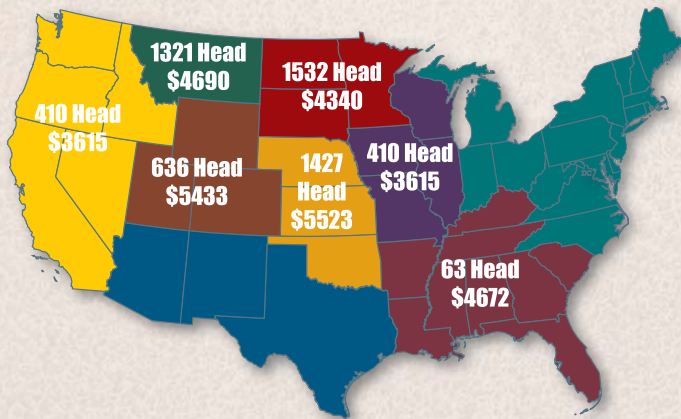 1321 Head
$4690
1532 Head
$4340
410 Head
$3615
636 Head
$5433
1427
Head
$5523
410 Head
$3615
63 Head
$4672